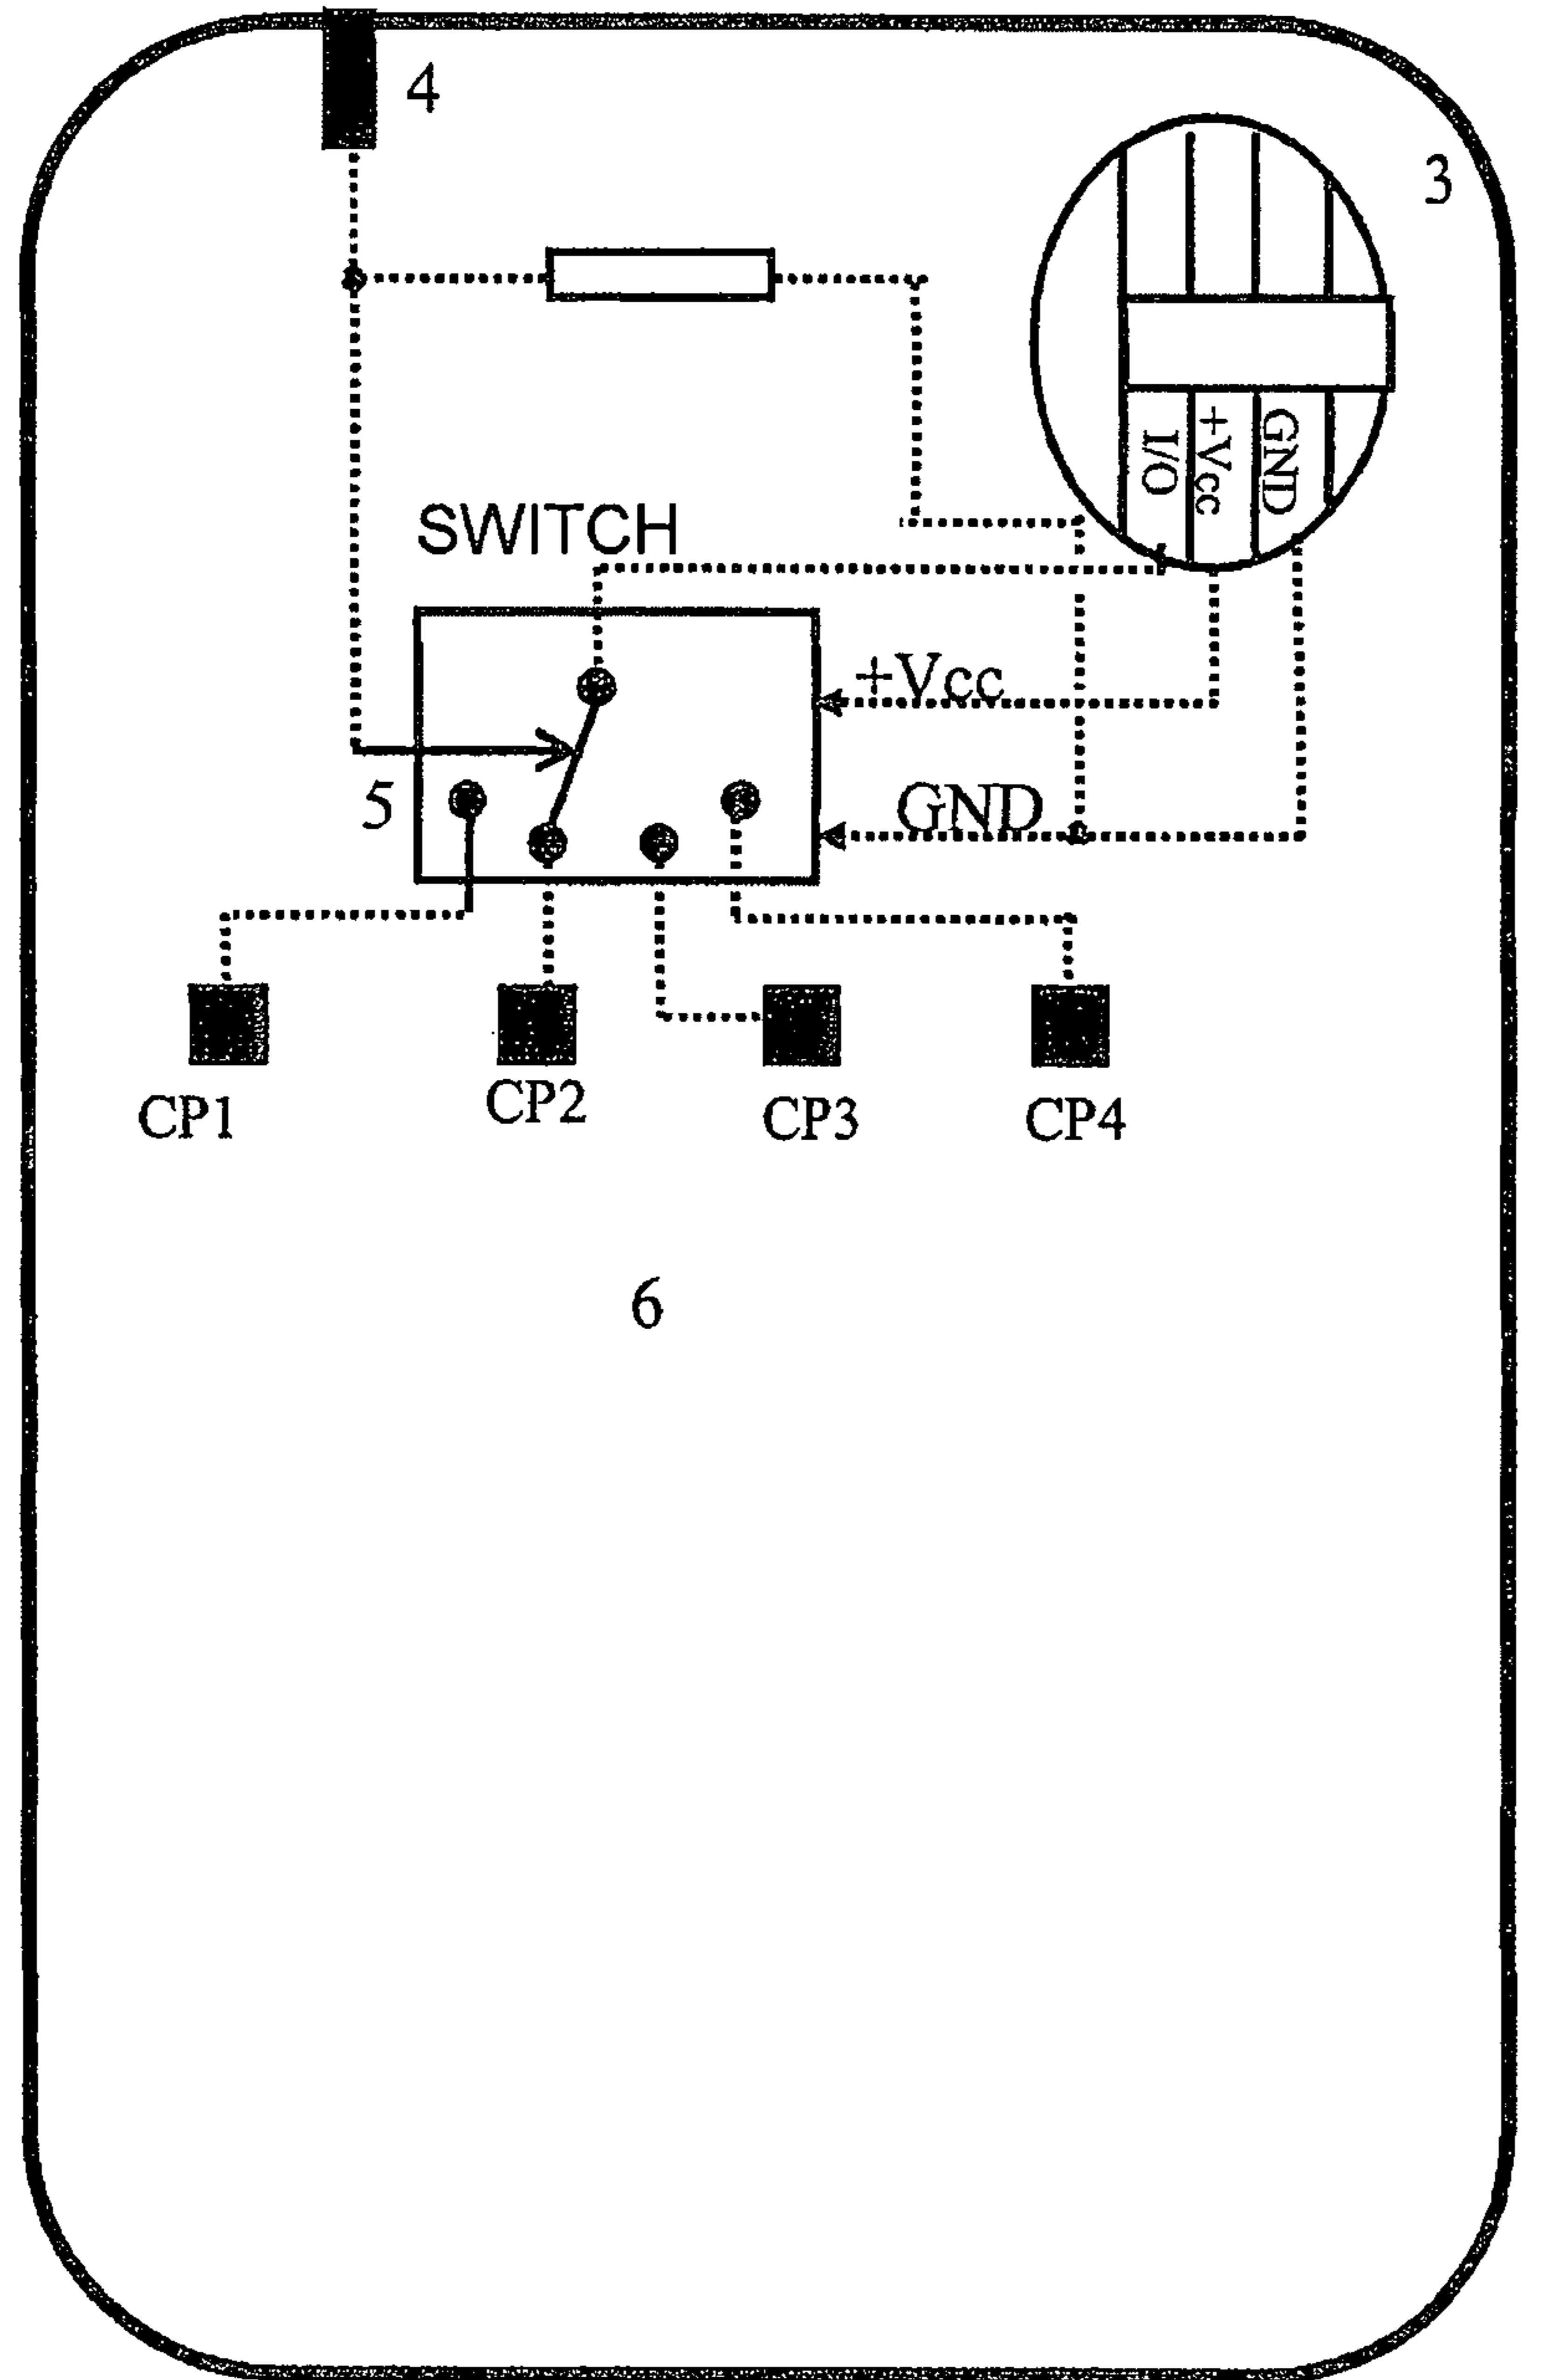 4
3
I/O
+Vcc
GND
SWITCH
+Vcc
5
GND
CP1
CP2
CP3
CP4
6